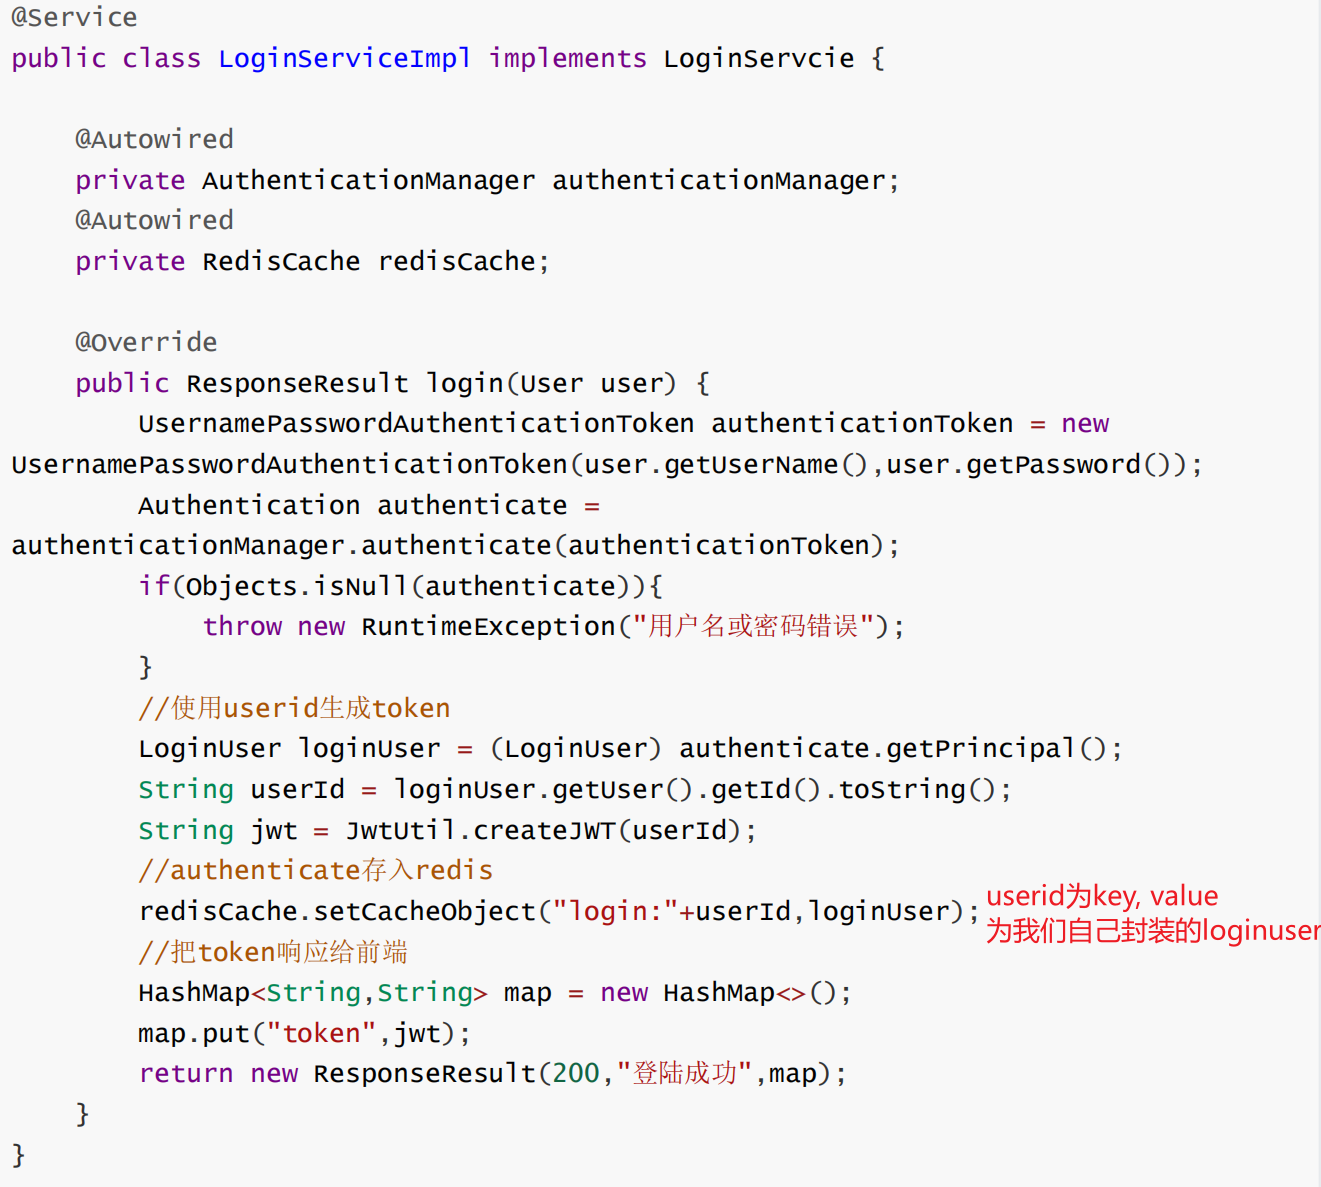 @Service
public class LoginServiceImpl implements LoginServcie {
@Autowired
private AuthenticationManager authenticationManager;
@Autowired
private RedisCache redisCache;
@Override
public ResponseResult login(User user) {
UsernamePasswordAuthenticationToken authenticationToken = new
UsernamePasswordAuthenticationToken(user.getUserName(),user.getPassword());
Authentication authenticate =
authenticationManager.authenticate(authenticationToken);
if(Objects.isNull(authenticate)){
throw new RuntimeException("用户名或密码错误");
}
//使用userid生成token
LoginUser loginUser = (LoginUser) authenticate.getPrincipal();
String userId = loginUser.getUser().getId().toString();
String jwt = JwtUtil.createJWT(userId);
//authenticate存入redis
redisCache.setCacheObject("login:"+userId,loginUser);
userid为key, value
为我们自己封装的loginuser
//把token响应给前端
HashMap<String,String> map = new HashMap<>();
map.put("token",jwt);
return new ResponseResult(200,"登陆成功",map);
}
}